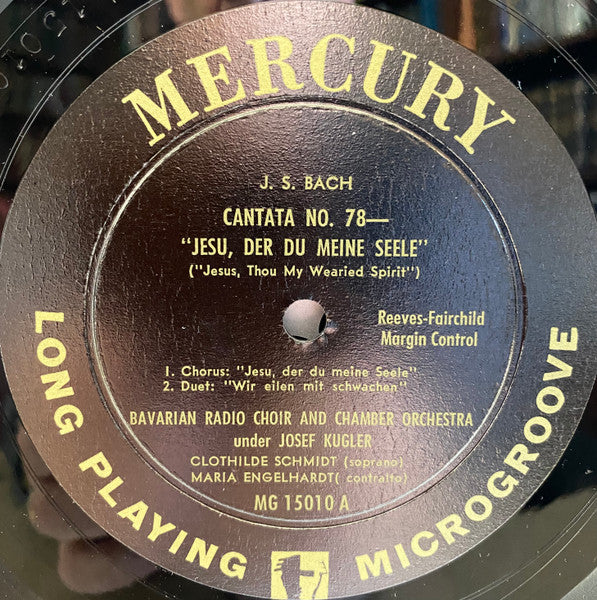 MERCURY
J. S. BACH
CANTATA NO. 78—
"JESU, DER DU MEINE SEELE"
("Jesus, Thou My Wearied Spirit")
Reeves-Fairchild
Margin Control
1. Chorus: "Jesu, der du meine Seele"
2. Duet: "Wir eilen mit schwachen"
BAVARIAN RADIO CHOIR AND CHAMBER ORCHESTRA
under JOSEF KUGLER
CLOTHILDE SCHMIDT (soprano)
MARIA ENGELHARDT( contralto)
MG 15010 A
LONG PLAYING MICROGROOVE